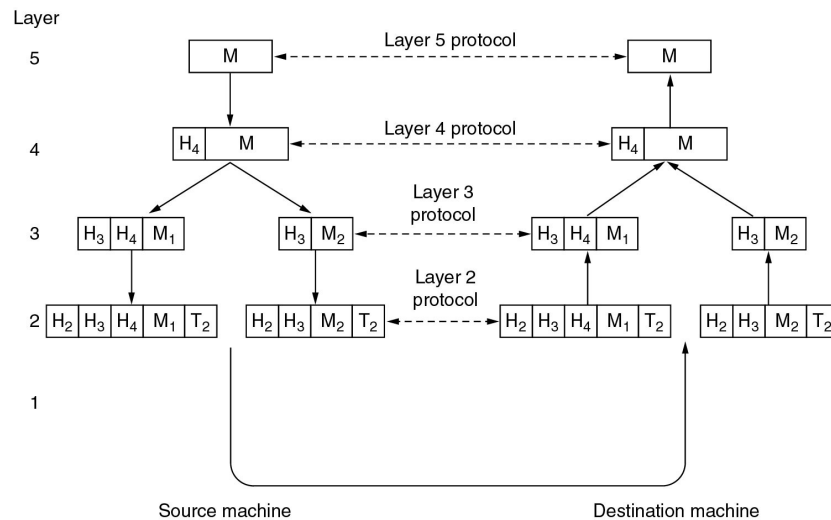 Layer
5 M Layer 5 protocol M
4 H₄ M Layer 4 protocol H₄ M
Layer 3
protocol
3 H₃ H₄ M₁ H₃ M₂ H₃ H₄ M₁ H₃ M₂
Layer 2
protocol
2 H₂ H₃ H₄ M₁ T₂ H₂ H₃ M₂ T₂ H₂ H₃ H₄ M₁ T₂ H₂ H₃ M₂ T₂
1
Source machine Destination machine